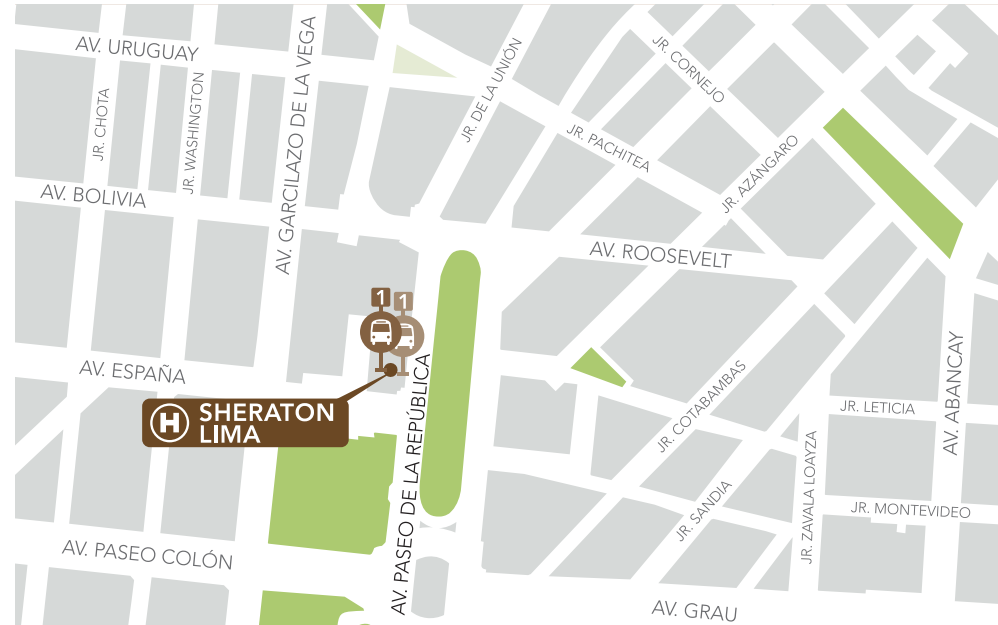 AV. URUGUAY
JR. CHOTA
JR. WASHINGTON
AV. GARCILAZO DE LA VEGA
JR. DE LA UNIÓN
JR. CORNEJO
JR. PACHITEA
JR. AZÁNGARO
AV. BOLIVIA
AV. ROOSEVELT
1
1
AV. ESPAÑA
H
SHERATON
LIMA
AV. PASEO DE LA REPÚBLICA
JR. COTABAMBAS
AV. ABANCAY
JR. LETICIA
JR. SANDIA
JR. ZAVALA LOAYZA
JR. MONTEVIDEO
AV. PASEO COLÓN
AV. GRAU